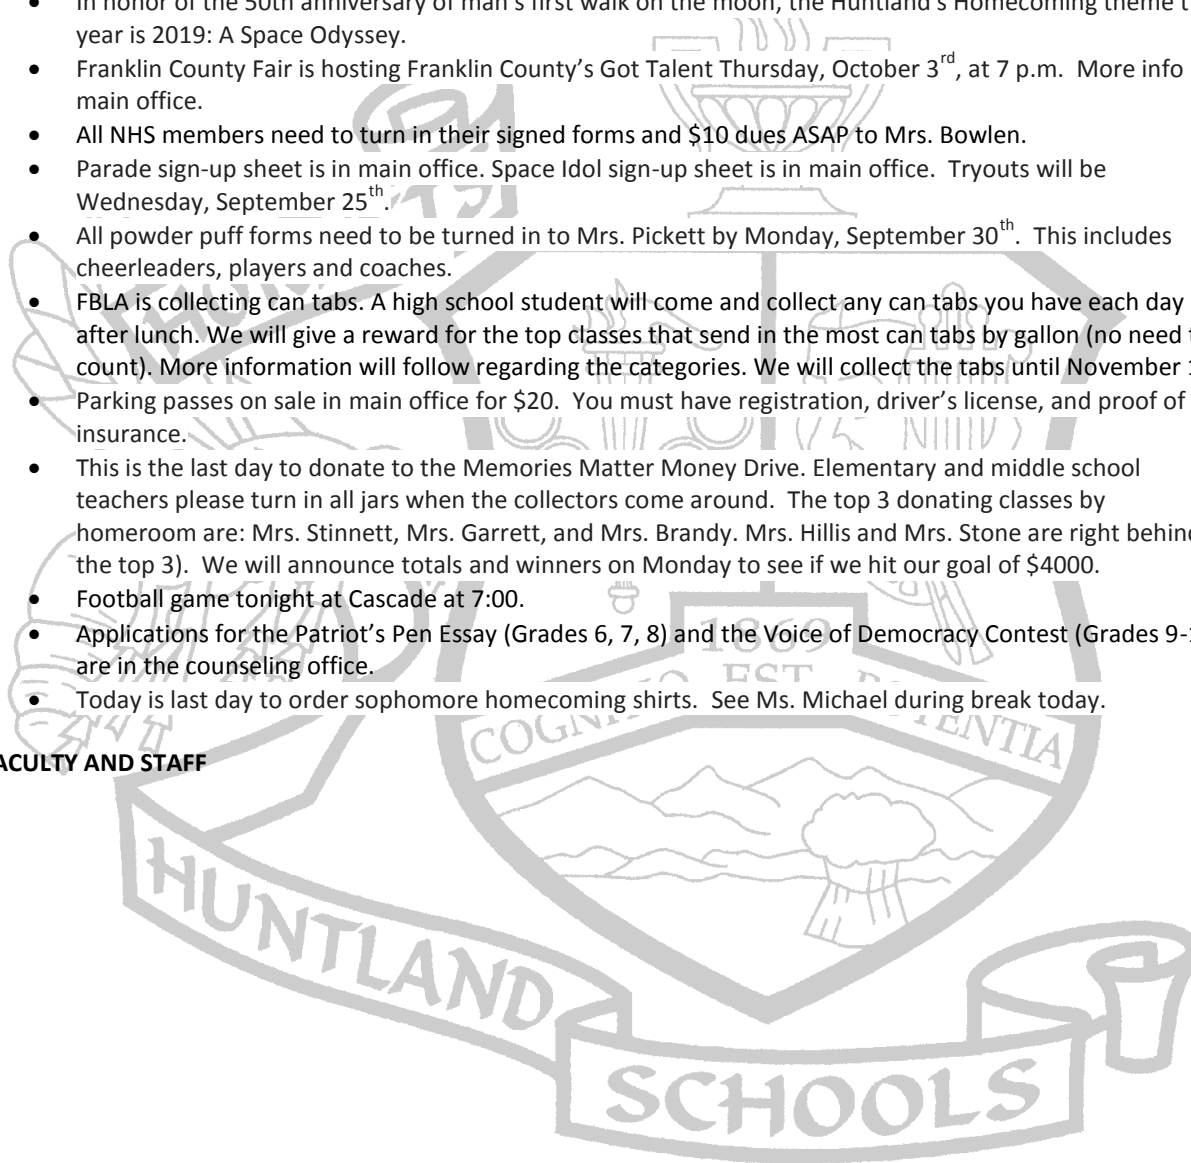 In honor of the 50th anniversary of man's first walk on the moon, the Huntland's Homecoming theme
year is 2019: A Space Odyssey.
• Franklin County Fair is hosting Franklin County's Got Talent Thursday, October 3rd, at 7 p.m. More info
main office.
• All NHS members need to turn in their signed forms and $10 dues ASAP to Mrs. Bowlen.
• Parade sign-up sheet is in main office. Space Idol sign-up sheet is in main office. Tryouts will be
Wednesday, September 25th.
• All powder puff forms need to be turned in to Mrs. Pickett by Monday, September 30th. This includes
cheerleaders, players and coaches.
• FBLA is collecting can tabs. A high school student will come and collect any can tabs you have each day
after lunch. We will give a reward for the top classes that send in the most can tabs by gallon (no need
count). More information will follow regarding the categories. We will collect the tabs until November
• Parking passes on sale in main office for $20. You must have registration, driver's license, and proof of
insurance.
• This is the last day to donate to the Memories Matter Money Drive. Elementary and middle school
teachers please turn in all jars when the collectors come around. The top 3 donating classes by
homeroom are: Mrs. Stinnett, Mrs. Garrett, and Mrs. Brandy. Mrs. Hillis and Mrs. Stone are right behind
the top 3). We will announce totals and winners on Monday to see if we hit our goal of $4000.
• Football game tonight at Cascade at 7:00.
• Applications for the Patriot's Pen Essay (Grades 6, 7, 8) and the Voice of Democracy Contest (Grades 9-
are in the counseling office.
• Today is last day to order sophomore homecoming shirts. See Ms. Michael during break today.
1869
EST
ACULTY AND STAFF
HUNTLAND
SCHOOLS